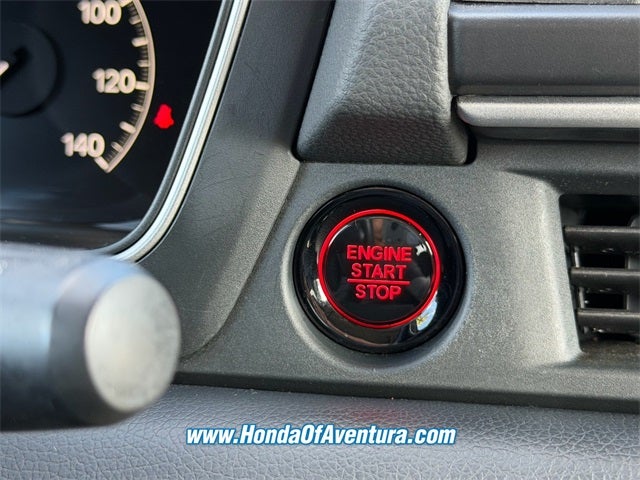 100
120
140
ENGINE
START
STOP
www.HondaOfAventura.com